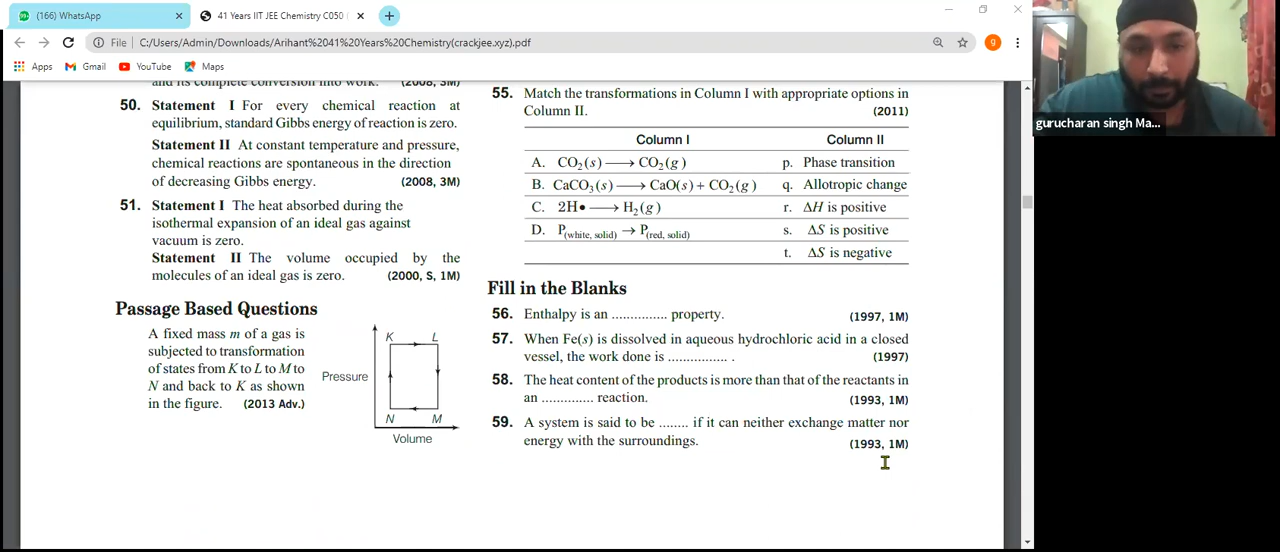 (166) WhatsApp
41 Years IIT JEE Chemistry C050
File C:/Users/Admin/Downloads/Arihant%2041%20Years%20Chemistry(crackjee.xyz).pdf
g
Apps Gmail YouTube Maps
and its complete conversion into work. (2008, 3M)
50. Statement I For every chemical reaction at
equilibrium, standard Gibbs energy of reaction is zero.
Statement II At constant temperature and pressure,
chemical reactions are spontaneous in the direction
of decreasing Gibbs energy. (2008, 3M)
51. Statement I The heat absorbed during the
isothermal expansion of an ideal gas against
vacuum is zero.
Statement II The volume occupied by the
molecules of an ideal gas is zero. (2000, S, 1M)
Passage Based Questions
A fixed mass m of a gas is
subjected to transformation
of states from K to L to M to
N and back to K as shown
in the figure. (2013 Adv.)
K L
Pressure
N M
Volume
55. Match the transformations in Column I with appropriate options in
Column II. (2011)
Column I Column II
A. CO₂(s) ⟶ CO₂(g) p. Phase transition
B. CaCO₃(s) ⟶ CaO(s) + CO₂(g) q. Allotropic change
C. 2H• ⟶ H₂(g) r. ΔH is positive
D. P(white, solid) → P(red, solid) s. ΔS is positive
t. ΔS is negative
Fill in the Blanks
56. Enthalpy is an ............... property. (1997, 1M)
57. When Fe(s) is dissolved in aqueous hydrochloric acid in a closed
vessel, the work done is ................ . (1997)
58. The heat content of the products is more than that of the reactants in
an ............. reaction. (1993, 1M)
59. A system is said to be ........ if it can neither exchange matter nor
energy with the surroundings. (1993, 1M)
gurucharan singh Ma...